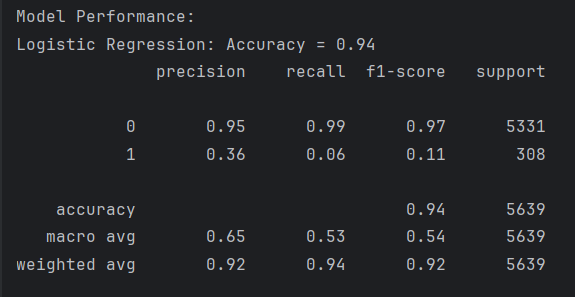 Model Performance:
Logistic Regression: Accuracy = 0.94
precision recall f1-score support
0 0.95 0.99 0.97 5331
1 0.36 0.06 0.11 308
accuracy 0.94 5639
macro avg 0.65 0.53 0.54 5639
weighted avg 0.92 0.94 0.92 5639